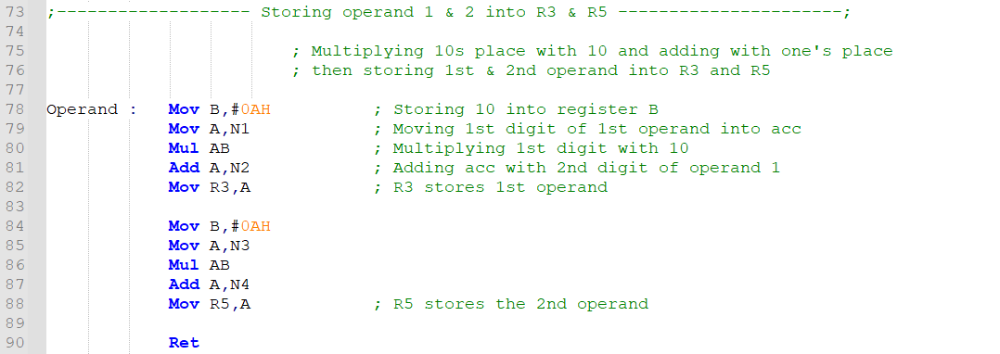 73 ;------------------- Storing operand 1 & 2 into R3 & R5 ----------------------;
74
75 ; Multiplying 10s place with 10 and adding with one's place
76 ; then storing 1st & 2nd operand into R3 and R5
77
78 Operand : Mov B,#0AH ; Storing 10 into register B
79 Mov A,N1 ; Moving 1st digit of 1st operand into acc
80 Mul AB ; Multiplying 1st digit with 10
81 Add A,N2 ; Adding acc with 2nd digit of operand 1
82 Mov R3,A ; R3 stores 1st operand
83
84 Mov B,#0AH
85 Mov A,N3
86 Mul AB
87 Add A,N4
88 Mov R5,A ; R5 stores the 2nd operand
89
90 Ret